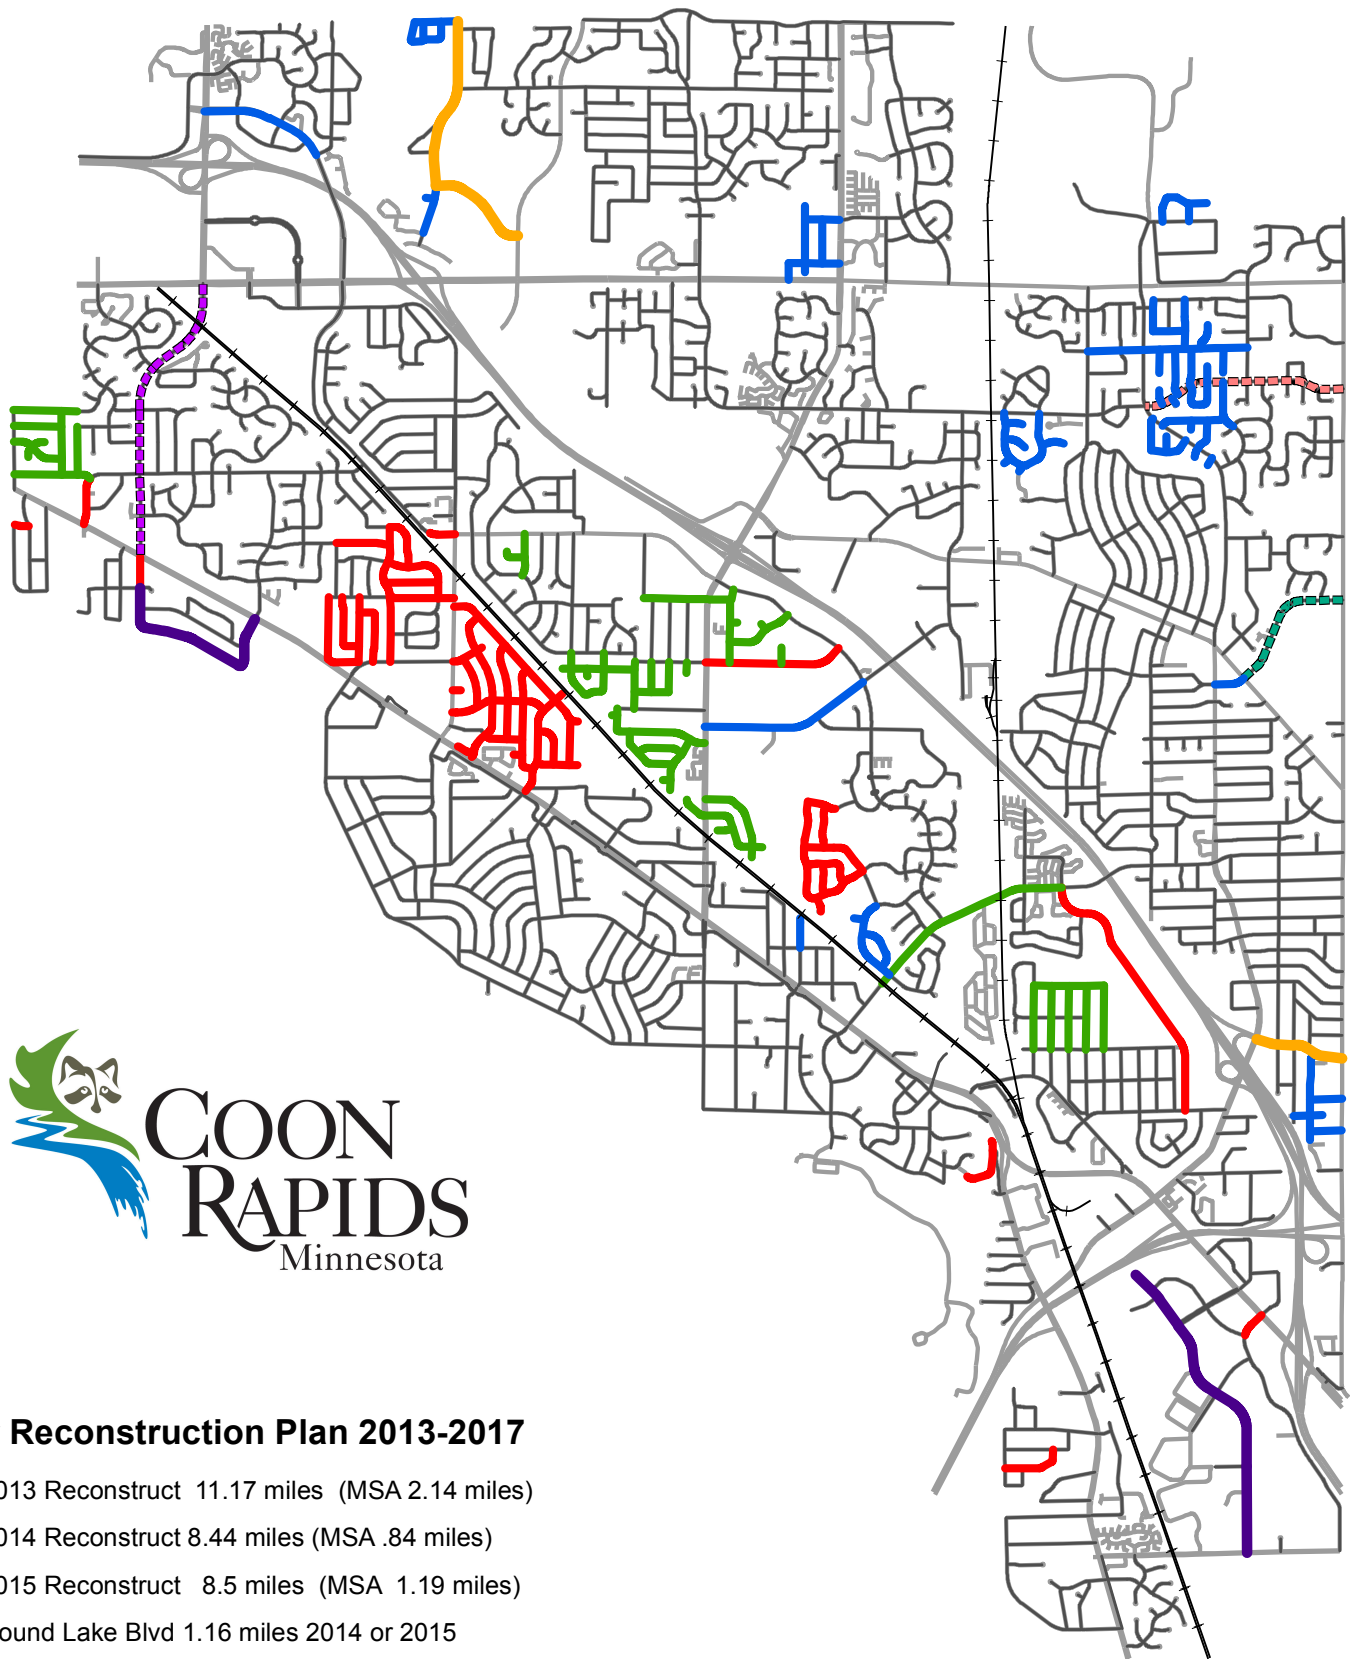 COON
RAPIDS
Minnesota
Reconstruction Plan 2013-2017
013 Reconstruct 11.17 miles (MSA 2.14 miles)
014 Reconstruct 8.44 miles (MSA .84 miles)
015 Reconstruct 8.5 miles (MSA 1.19 miles)
ound Lake Blvd 1.16 miles 2014 or 2015